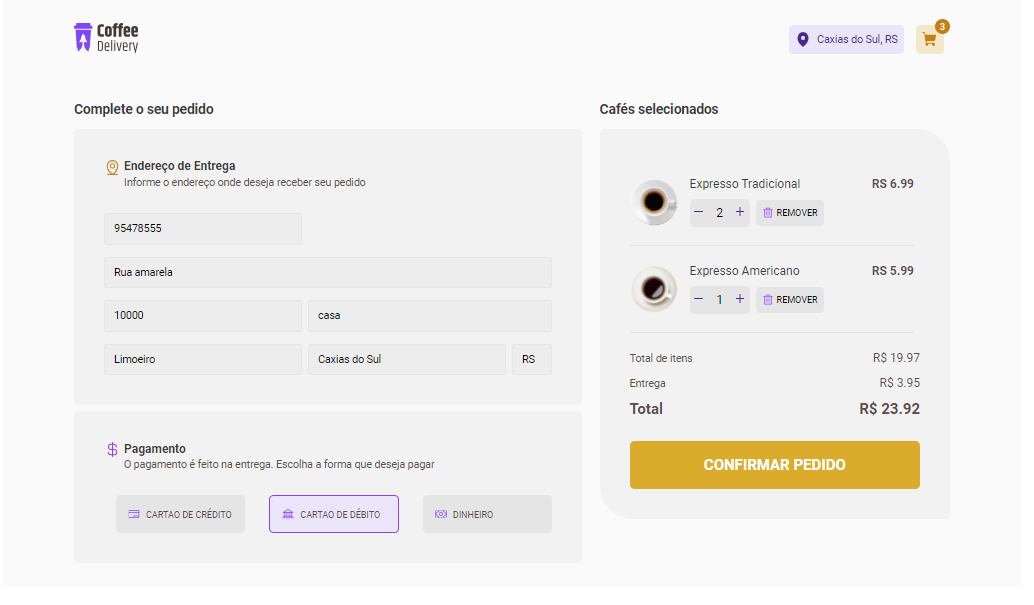 Coffee
Delivery
Caxias do Sul, RS
3
Complete o seu pedido
Endereço de Entrega
Informe o endereço onde deseja receber seu pedido
95478555
Rua amarela
10000
casa
Limoeiro
Caxias do Sul
RS
Pagamento
O pagamento é feito na entrega. Escolha a forma que deseja pagar
CARTAO DE CRÉDITO
CARTAO DE DÉBITO
DINHEIRO
Cafés selecionados
Expresso Tradicional
RS 6.99
2
REMOVER
Expresso Americano
RS 5.99
1
REMOVER
Total de itens
R$ 19.97
Entrega
R$ 3.95
Total
R$ 23.92
CONFIRMAR PEDIDO